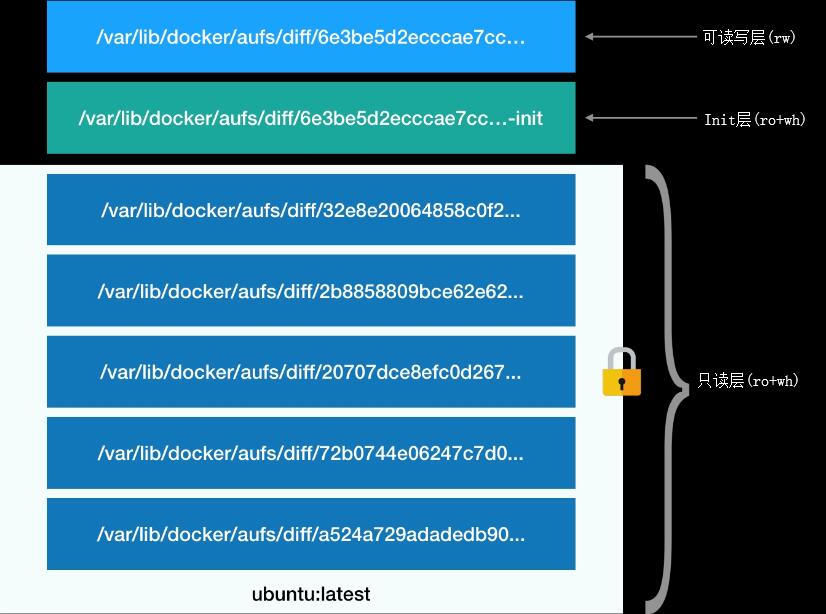 /var/lib/docker/aufs/diff/6e3be5d2ecccae7cc...
可读写层(rw)
/var/lib/docker/aufs/diff/6e3be5d2ecccae7cc...-init
Init层(ro+wh)
/var/lib/docker/aufs/diff/32e8e20064858c0f2...
/var/lib/docker/aufs/diff/2b8858809bce62e62...
/var/lib/docker/aufs/diff/20707dce8efc0d267...
只读层(ro+wh)
/var/lib/docker/aufs/diff/72b0744e06247c7d0...
/var/lib/docker/aufs/diff/a524a729adadedb90...
ubuntu:latest